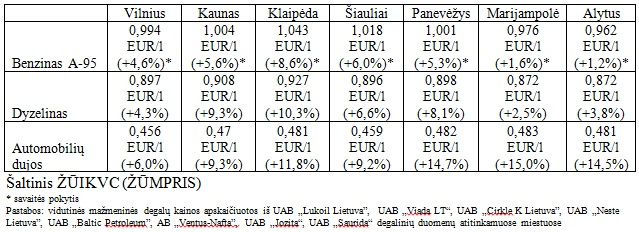 Vilnius Kaunas Klaipėda Šiauliai Panevėžys Marijampolė Alytus
0,994 1,004 1,043 1,018 1,001 0,976 0,962
EUR/l EUR/l EUR/l EUR/l EUR/l EUR/l EUR/l
Benzinas A-95 (+4,6%)* (+5,6%)* (+8,6%)* (+6,0%)* (+5,3%)* (+1,6%)* (+1,2%)*
0,897 0,908 0,927 0,896 0,898 0,872 0,872
EUR/l EUR/l EUR/l EUR/l EUR/l EUR/l EUR/l
Dyzelinas (+4,3%) (+9,3%) (+10,3%) (+6,6%) (+8,1%) (+2,5%) (+3,8%)
0,456 0,47 0,481 0,459 0,482 0,483 0,481
Automobilių EUR/l EUR/l EUR/l EUR/l EUR/l EUR/l EUR/l
dujos (+6,0%) (+9,3%) (+11,8%) (+9,2%) (+14,7%) (+15,0%) (+14,5%)
Šaltinis ŽŪIKVC (ŽŪMPRIS)
* savaitės pokytis
Pastabos: vidutinės mažmeninės degalų kainos apskaičiuotos iš UAB „Lukoil Lietuva", UAB „Viada LT", UAB „Cirkle K Lietuva", UAB „Neste
Lietuva", UAB „Baltic Petroleum", AB „Ventus-Nafta", UAB „Jozita", UAB „Saurida" degalinių duomenų atitinkamuose miestuose